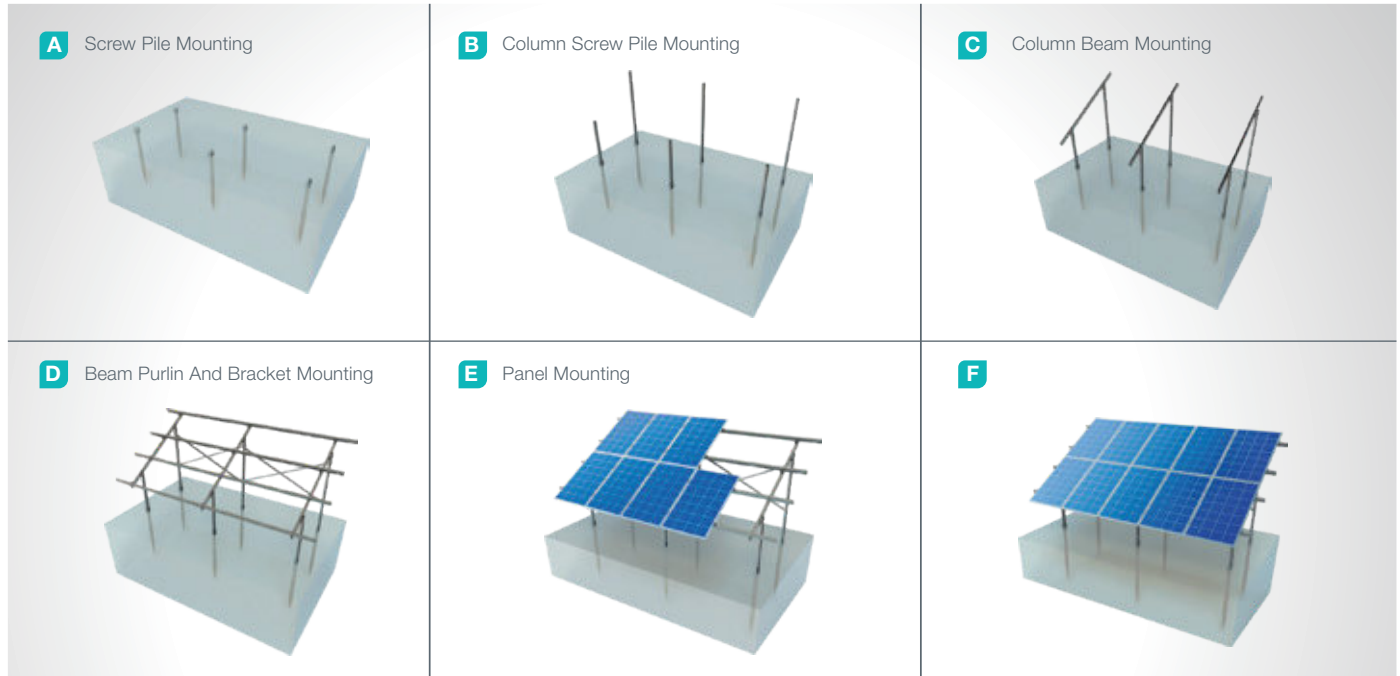 A Screw Pile Mounting
B Column Screw Pile Mounting
C Column Beam Mounting
D Beam Purlin And Bracket Mounting
E Panel Mounting
F